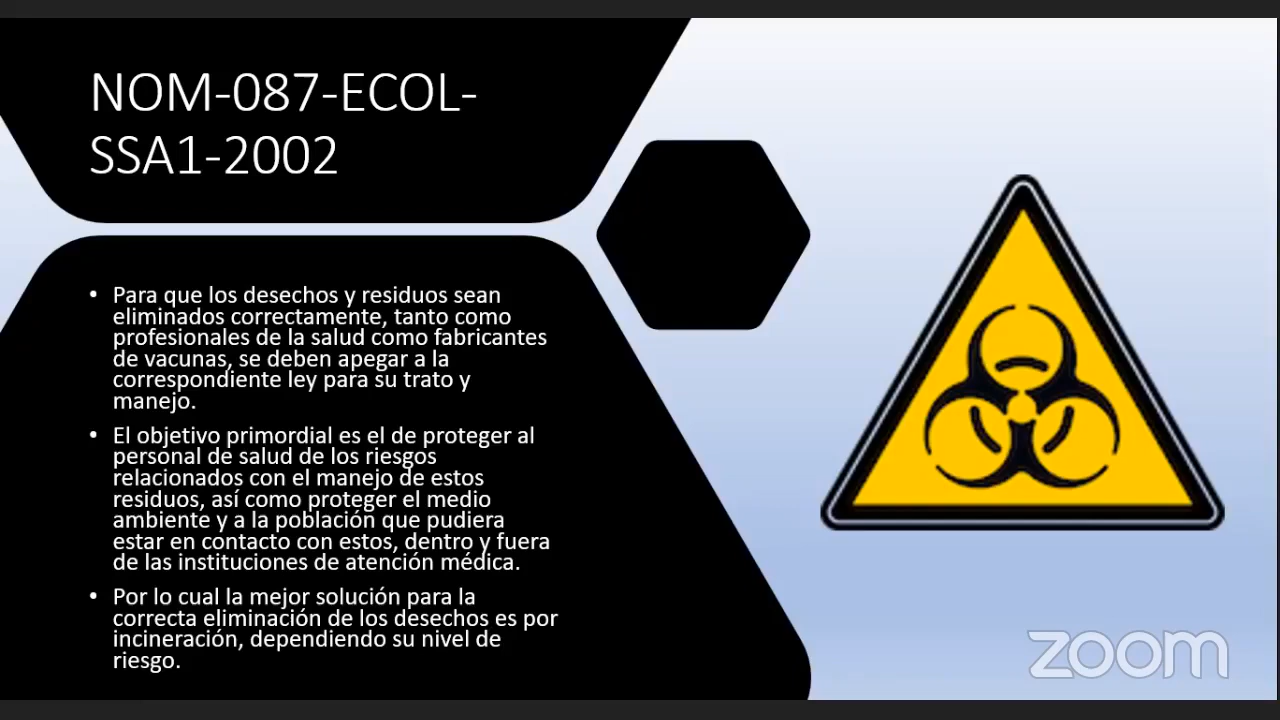 NOM-087-ECOL-
SSA1-2002
• Para que los desechos y residuos sean
eliminados correctamente, tanto como
profesionales de la salud como fabricantes
de vacunas, se deben apegar a la
correspondiente ley para su trato y
manejo.
• El objetivo primordial es el de proteger al
personal de salud de los riesgos
relacionados con el manejo de estos
residuos, así como proteger el medio
ambiente y a la población que pudiera
estar en contacto con estos, dentro y fuera
de las instituciones de atención médica.
• Por lo cual la mejor solución para la
correcta eliminación de los desechos es por
incineración, dependiendo su nivel de
riesgo.
zoom